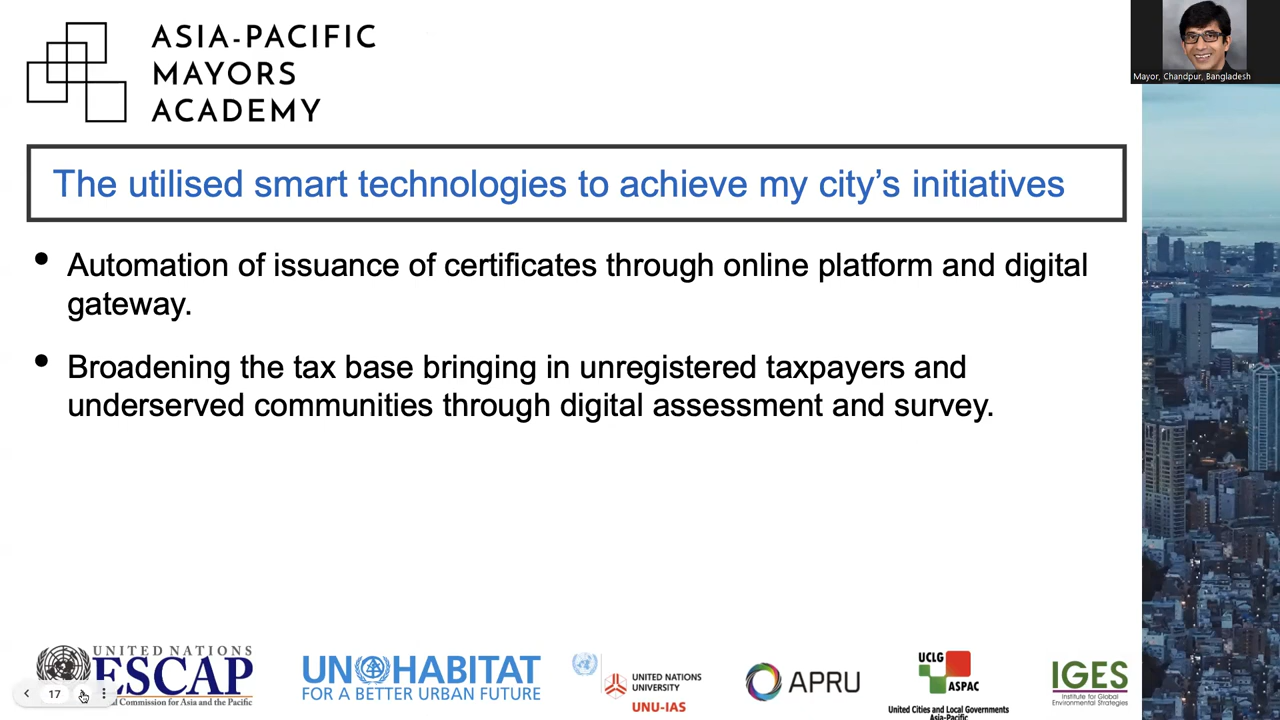 ASIA-PACIFIC
MAYORS
ACADEMY
Mayor, Chandpur, Bangladesh
The utilised smart technologies to achieve my city's initiatives
• Automation of issuance of certificates through online platform and digital
gateway.
• Broadening the tax base bringing in unregistered taxpayers and
underserved communities through digital assessment and survey.
UNITED NATIONS
ESCAP
l Commission for Asia and the Pacific
17
UN HABITAT
FOR A BETTER URBAN FUTURE
UNITED NATIONS
UNIVERSITY
UNU-IAS
APRU
UCLG
ASPAC
United Cities and Local Governments
Asia-Pacific
IGES
Institute for Global
Environmental Strategies